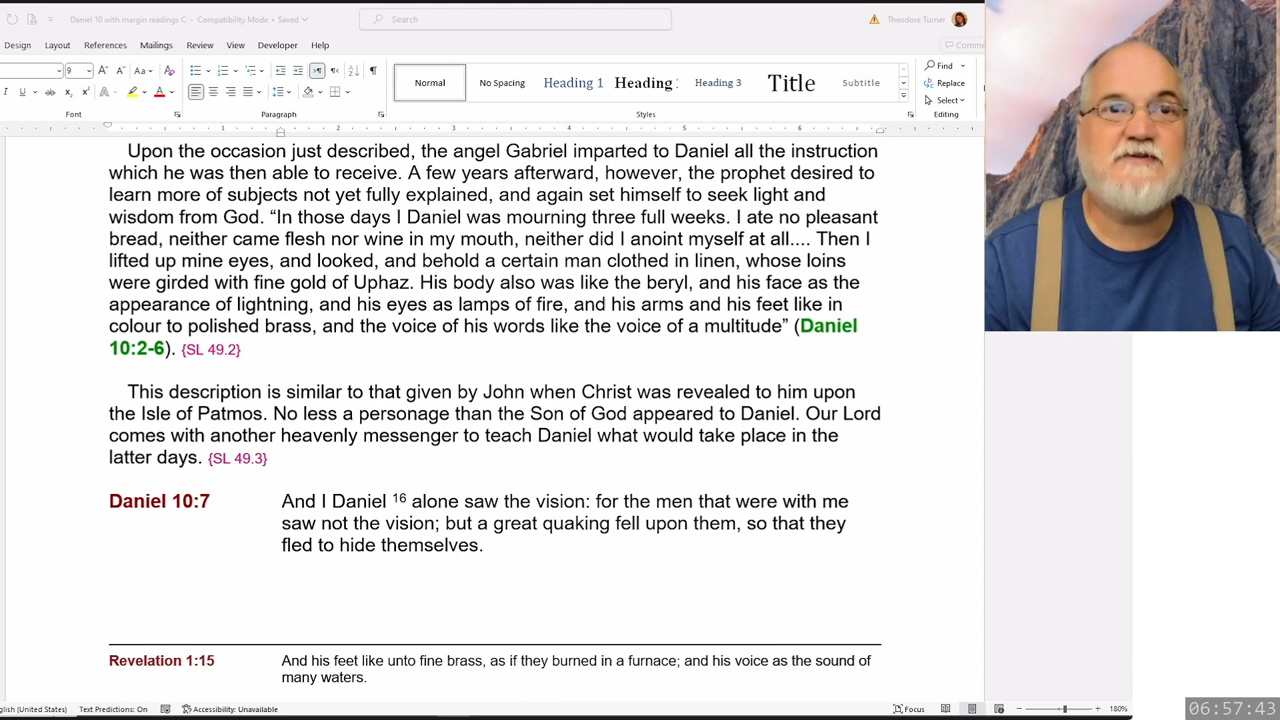 Daniel 10 with margin readings C - Compatibility Mode • Saved
Search
Theodore Turner
Design Layout References Mailings Review View Developer Help
9
Normal
No Spacing
Heading 1
Heading
Heading 3
Title
Subtitle
Find
Replace
Select
Font
Paragraph
Styles
Editing
Upon the occasion just described, the angel Gabriel imparted to Daniel all the instruction
which he was then able to receive. A few years afterward, however, the prophet desired to
learn more of subjects not yet fully explained, and again set himself to seek light and
wisdom from God. “In those days I Daniel was mourning three full weeks. I ate no pleasant
bread, neither came flesh nor wine in my mouth, neither did I anoint myself at all.... Then I
lifted up mine eyes, and looked, and behold a certain man clothed in linen, whose loins
were girded with fine gold of Uphaz. His body also was like the beryl, and his face as the
appearance of lightning, and his eyes as lamps of fire, and his arms and his feet like in
colour to polished brass, and the voice of his words like the voice of a multitude” (Daniel
10:2-6). {SL 49.2}
This description is similar to that given by John when Christ was revealed to him upon
the Isle of Patmos. No less a personage than the Son of God appeared to Daniel. Our Lord
comes with another heavenly messenger to teach Daniel what would take place in the
latter days. {SL 49.3}
Daniel 10:7 And I Daniel 16 alone saw the vision: for the men that were with me
saw not the vision; but a great quaking fell upon them, so that they
fled to hide themselves.
Revelation 1:15 And his feet like unto fine brass, as if they burned in a furnace; and his voice as the sound of
many waters.
glish (United States) Text Predictions: On Accessibility: Unavailable Focus 180%
06:57:43